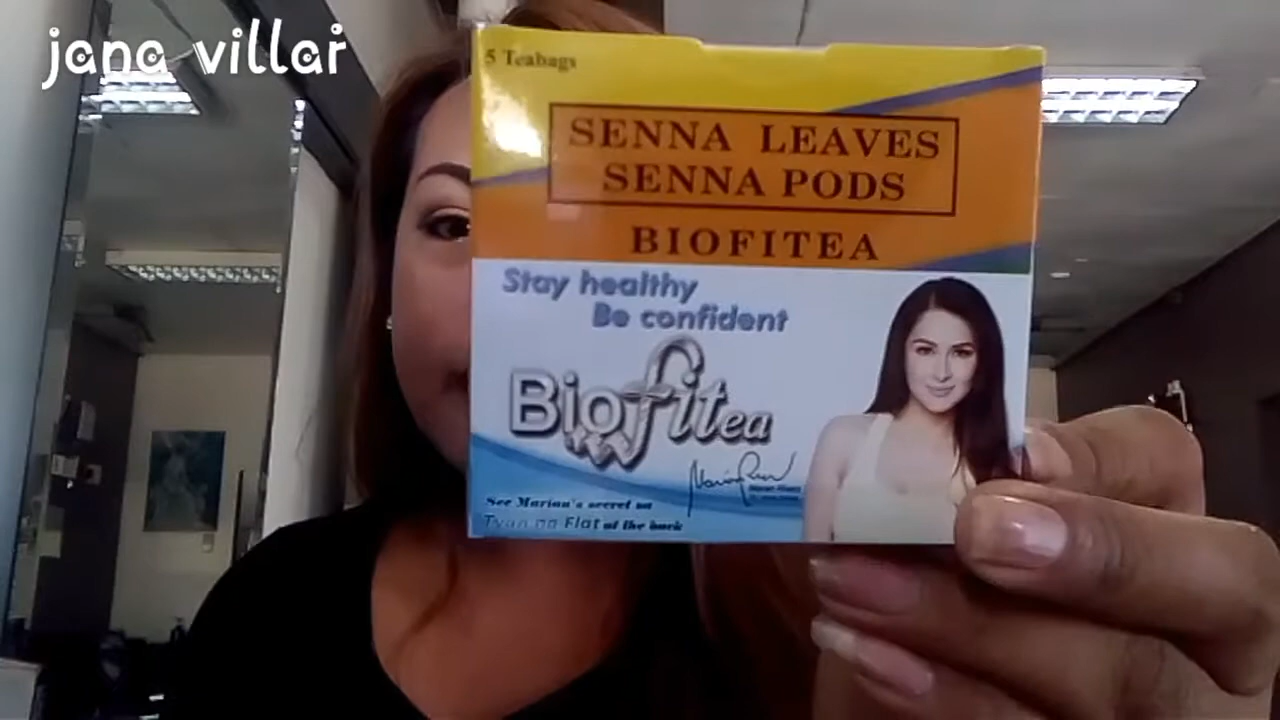 jana villar
5 Teabags
SENNA LEAVES
SENNA PODS
BIOFITEA
Stay healthy
Be confident
Biofitea
See Marian's secret sa
Tyan na Flat at the back